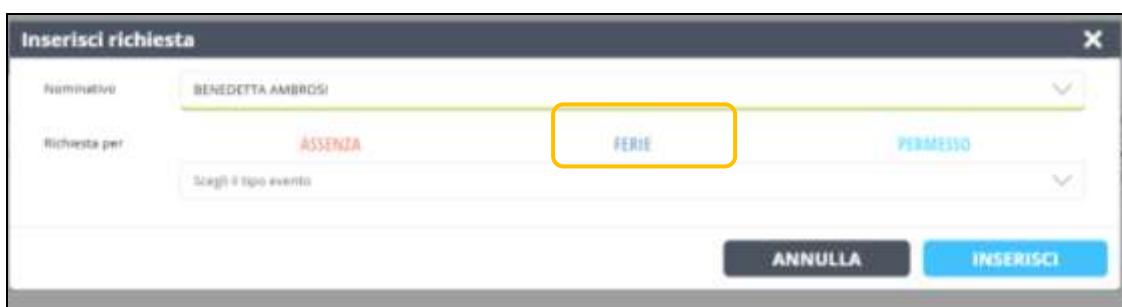 Inserisci richiesta
Nominativo BENEDETTA AMBROSI
Richiesta per ASSENZA FERIE PERMESSO
Scegli il tipo evento
ANNULLA INSERISCI